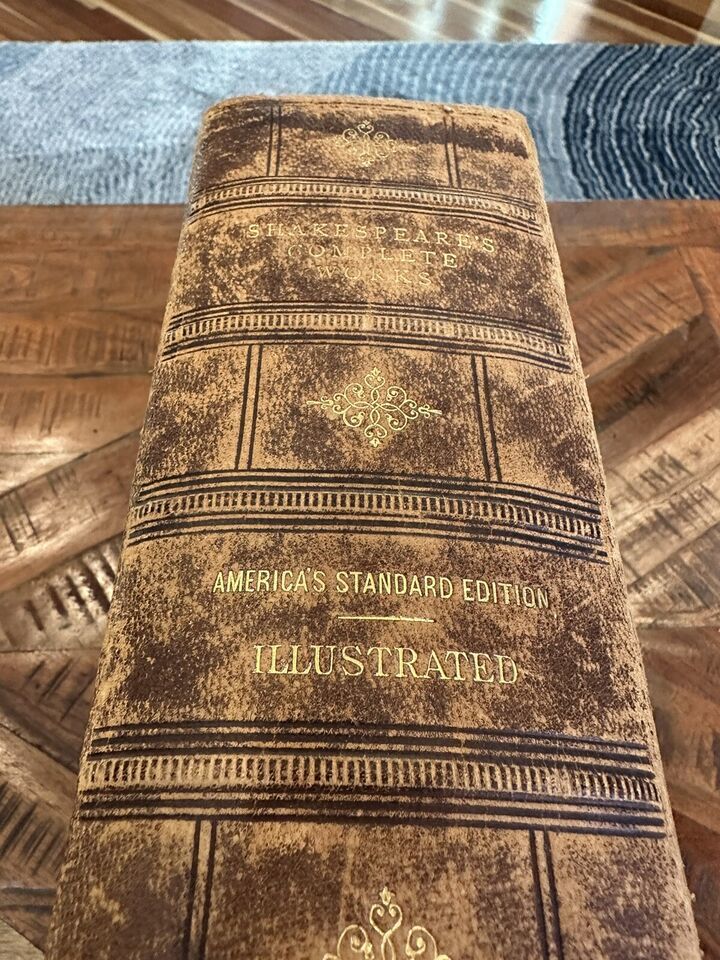 SHAKESPEARE'S
COMPLETE
WORKS
AMERICA'S STANDARD EDITION
ILLUSTRATED